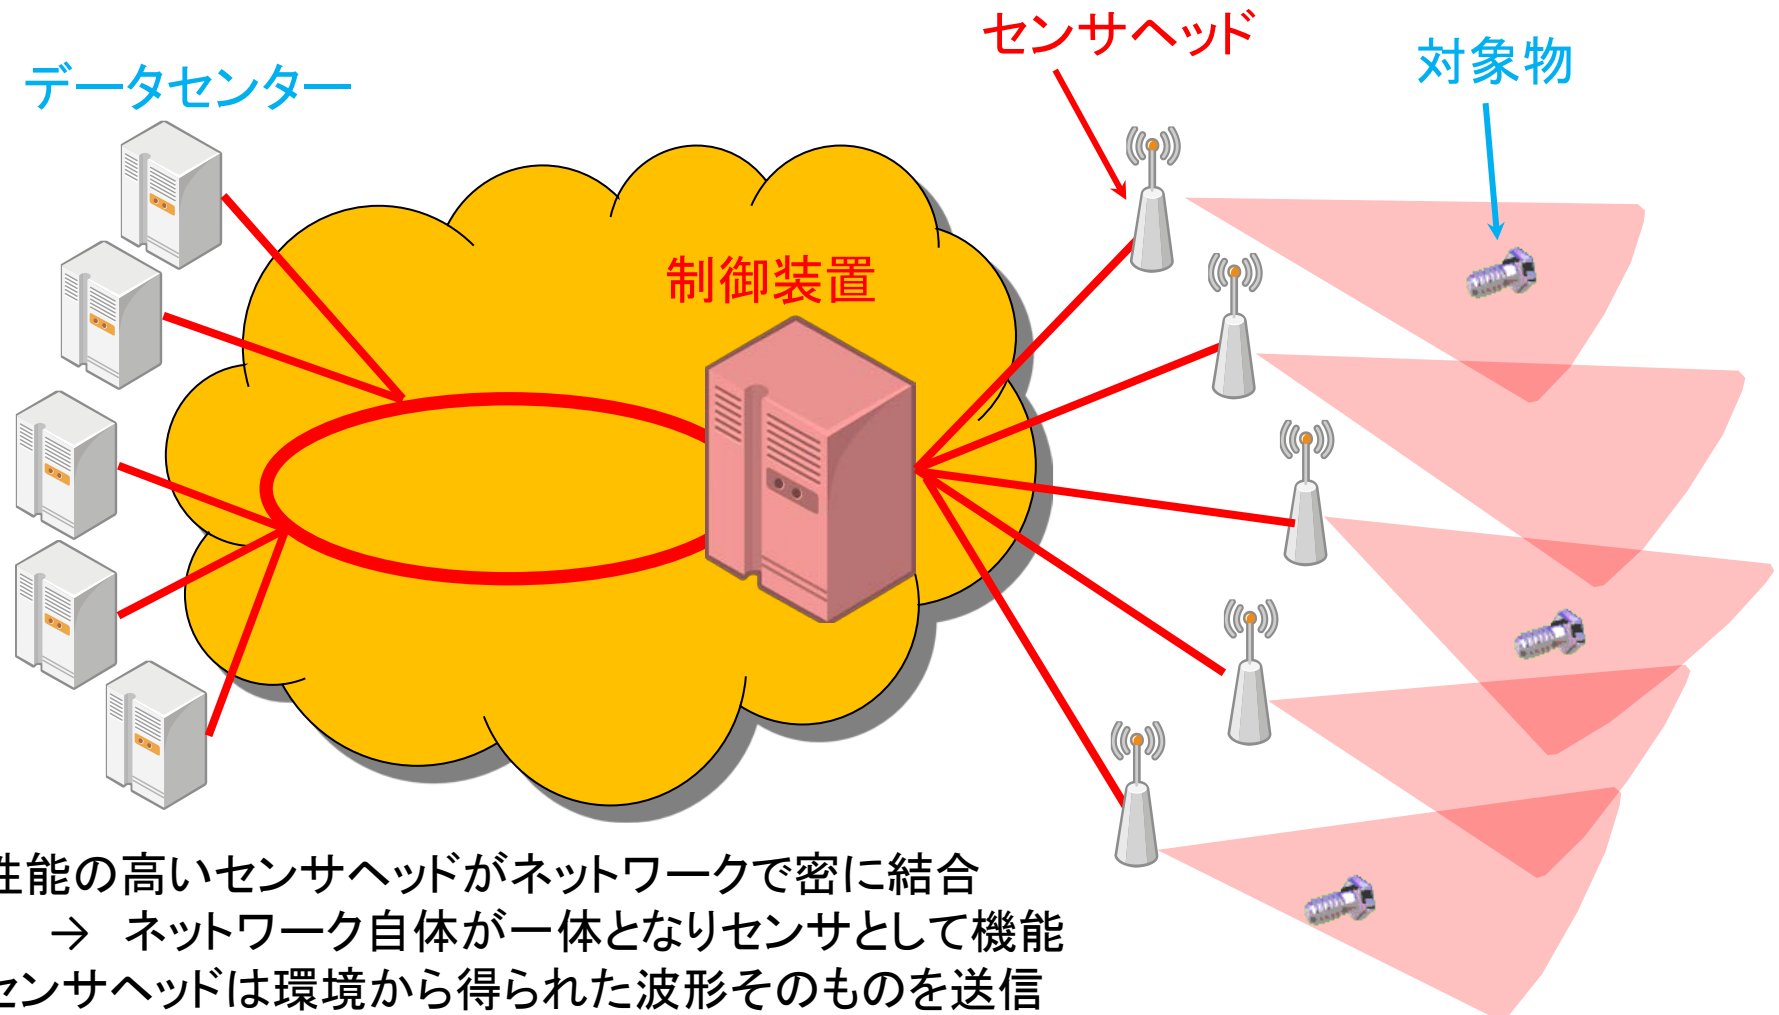 センサヘッド
対象物
データセンター
制御装置
性能の高いセンサヘッドがネットワークで密に結合
→ ネットワーク自体が一体となりセンサとして機能
センサヘッドは環境から得られた波形そのものを送信